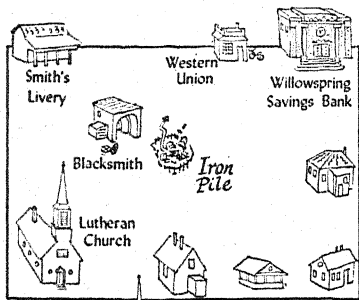 Smith's
Livery
Western
Union
Willowspring
Savings Bank
Blacksmith
Iron
Pile
Lutheran
Church